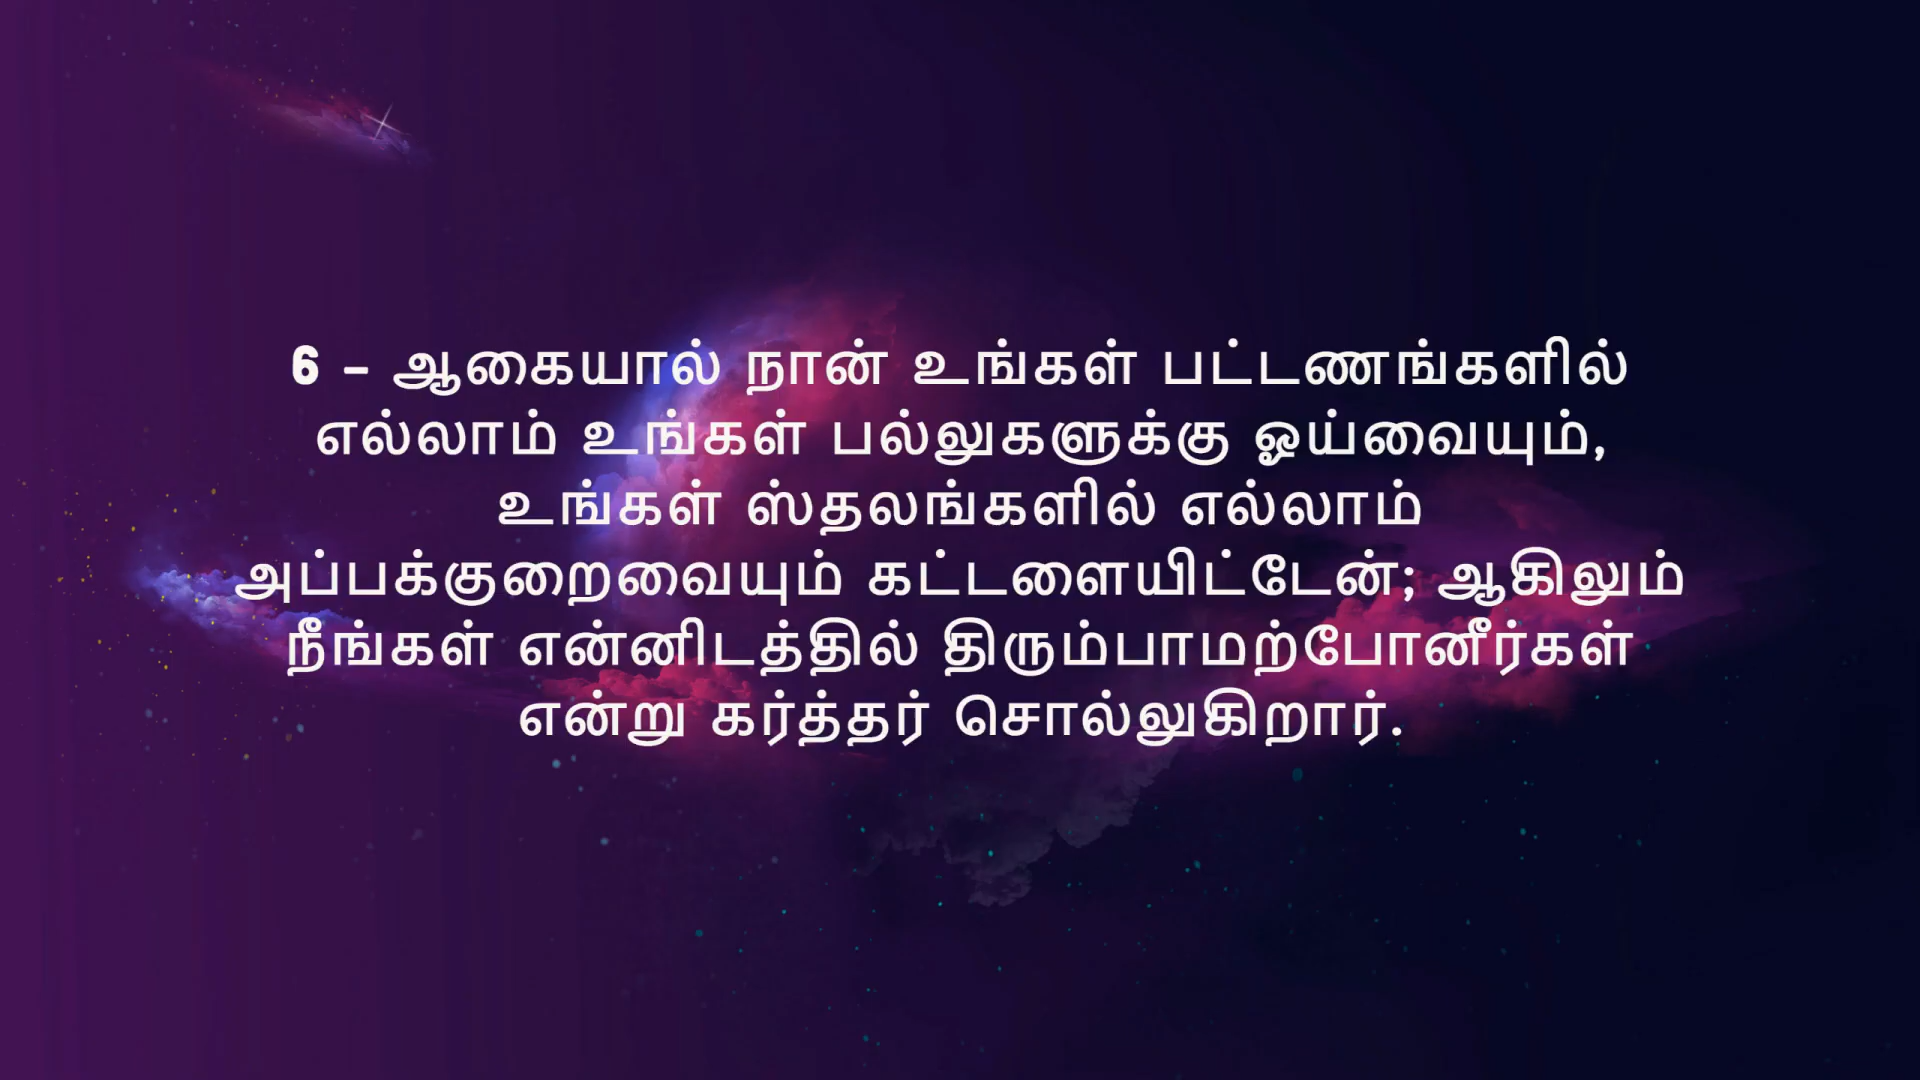 6 - ஆகையால் நான் உங்கள் பட்டணங்களில்
எல்லாம் உங்கள் பல்லுகளுக்கு ஓய்வையும்,
உங்கள் ஸ்தலங்களில் எல்லாம்
அப்பக்குறைவையும் கட்டளையிட்டேன்; ஆகிலும்
நீங்கள் என்னிடத்தில் திரும்பாமற்போனீர்கள்
என்று கர்த்தர் சொல்லுகிறார்.